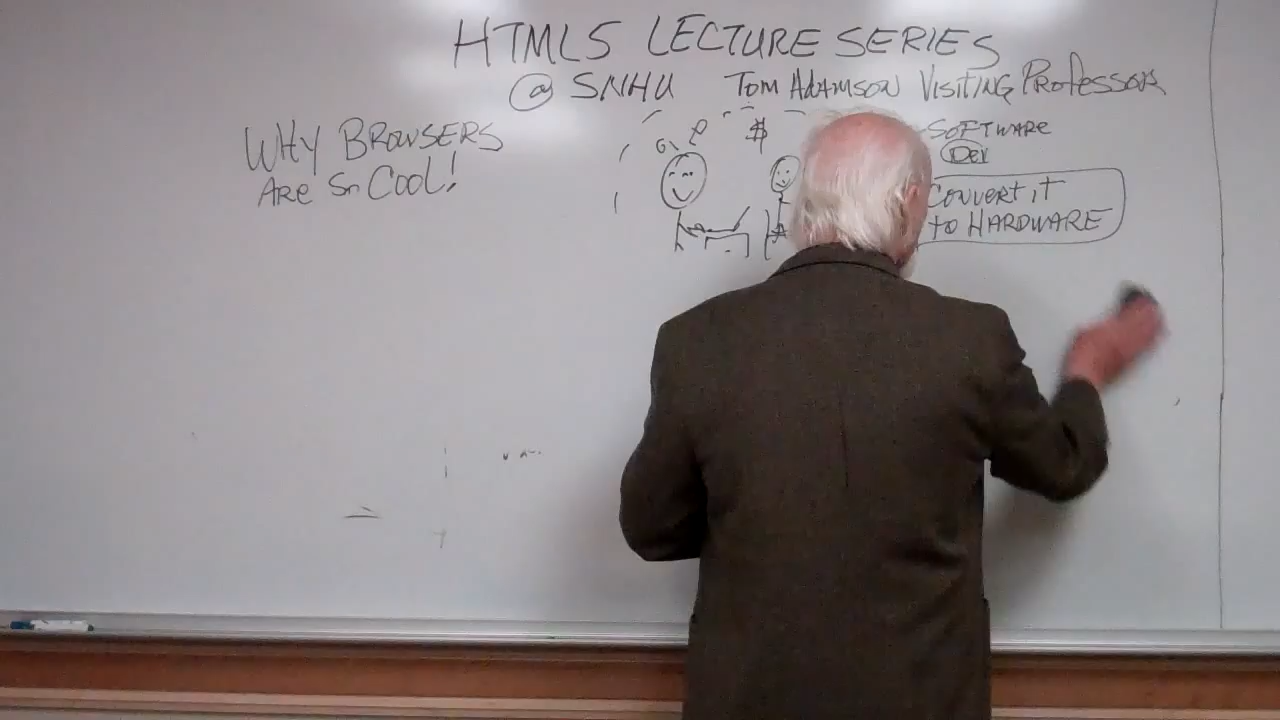 HTML5 LECTURE SERIES
@ SNHU TOM ADAMSON VISITING PROFESSOR
WHY BROWSERS
ARE SO COOL!
$
SOFTWARE
Dev
CONVERT IT
TO HARDWARE